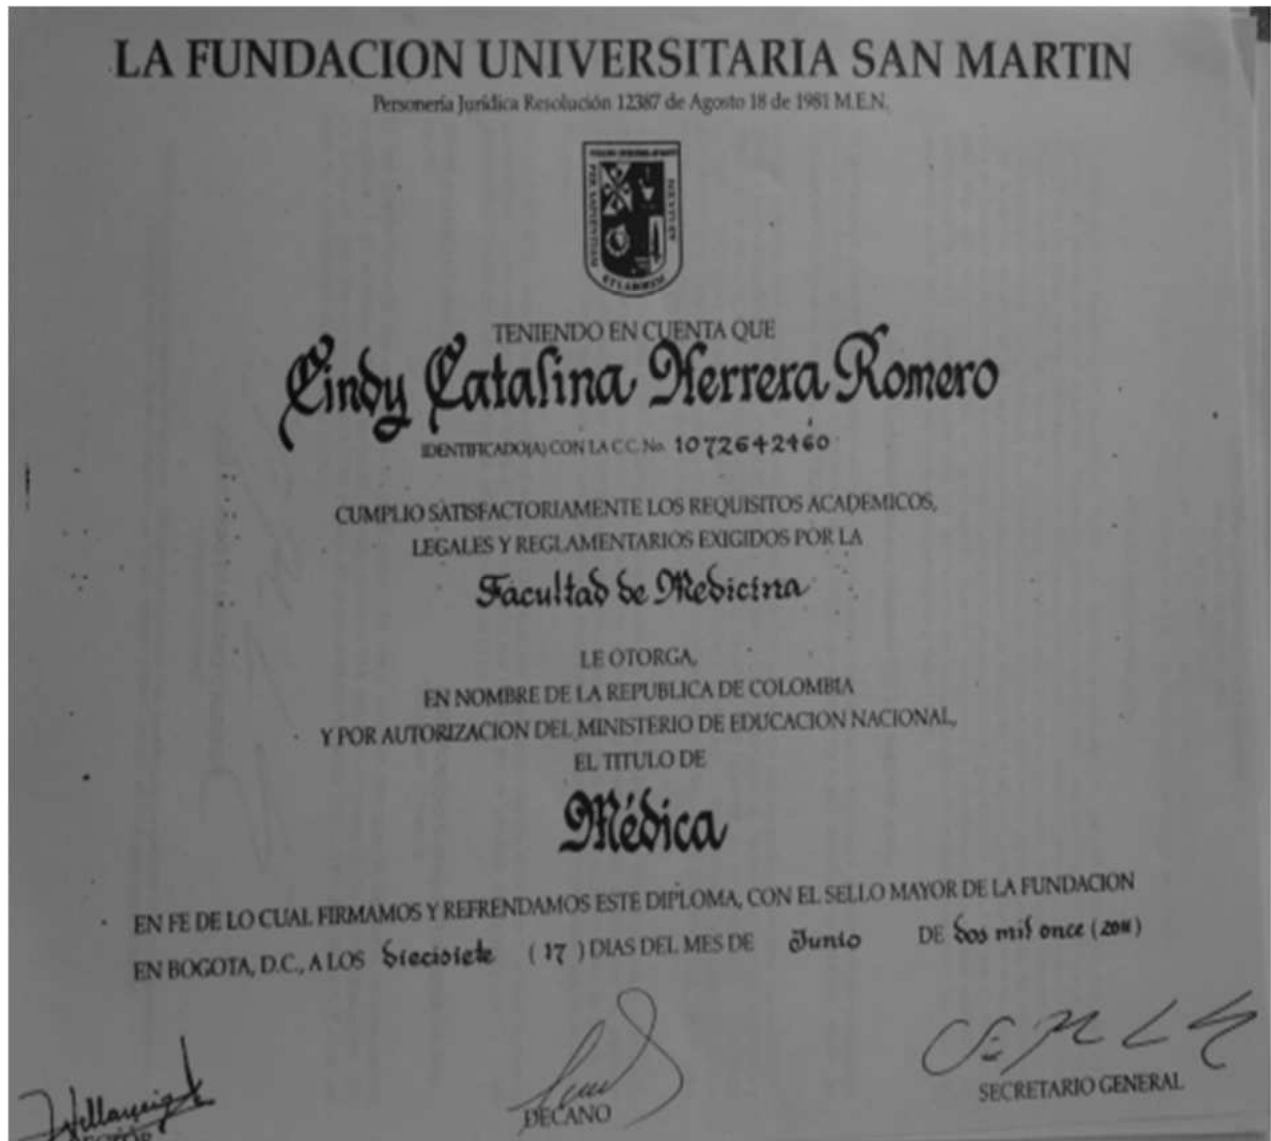 LA FUNDACION UNIVERSITARIA SAN MARTIN
Personería Jurídica Resolución 12387 de Agosto 18 de 1981 M.E.N.
TENIENDO EN CUENTA QUE
Cindy Catalina Herrera Romero
IDENTIFICADO(A) CON LA C.C. No. 1072642460
CUMPLIO SATISFACTORIAMENTE LOS REQUISITOS ACADEMICOS,
LEGALES Y REGLAMENTARIOS EXIGIDOS POR LA
Facultad de Medicina
LE OTORGA,
EN NOMBRE DE LA REPUBLICA DE COLOMBIA
Y POR AUTORIZACION DEL MINISTERIO DE EDUCACION NACIONAL,
EL TITULO DE
Médica
EN FE DE LO CUAL FIRMAMOS Y REFRENDAMOS ESTE DIPLOMA, CON EL SELLO MAYOR DE LA FUNDACION
EN BOGOTA, D.C., A LOS diecisiete (17) DIAS DEL MES DE Junio DE dos mil once (2011)
DECANO
SECRETARIO GENERAL